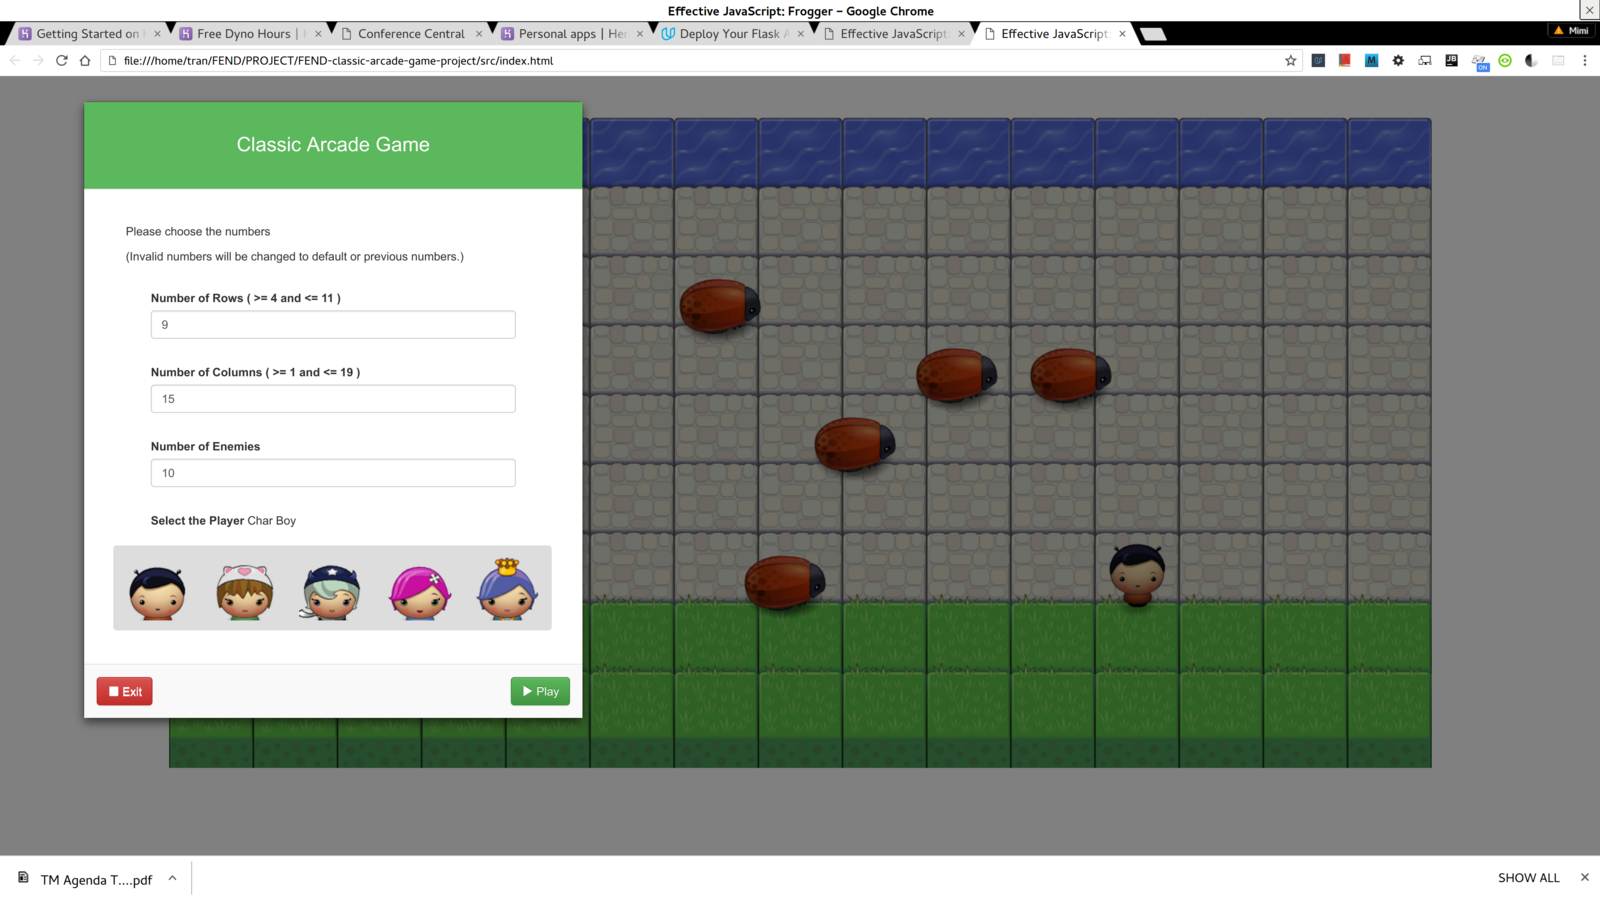 Effective JavaScript: Frogger – Google Chrome
Getting Started on
Free Dyno Hours |
Conference Central
Personal apps | Her
Deploy Your Flask A
Effective JavaScript:
Effective JavaScript:
Mimi
file:///home/tran/FEND/PROJECT/FEND-classic-arcade-game-project/src/index.html
M
JB
ON
Classic Arcade Game
Please choose the numbers
(Invalid numbers will be changed to default or previous numbers.)
Number of Rows ( >= 4 and <= 11 )
9
Number of Columns ( >= 1 and <= 19 )
15
Number of Enemies
10
Select the Player Char Boy
Exit
Play
TM Agenda T....pdf
SHOW ALL